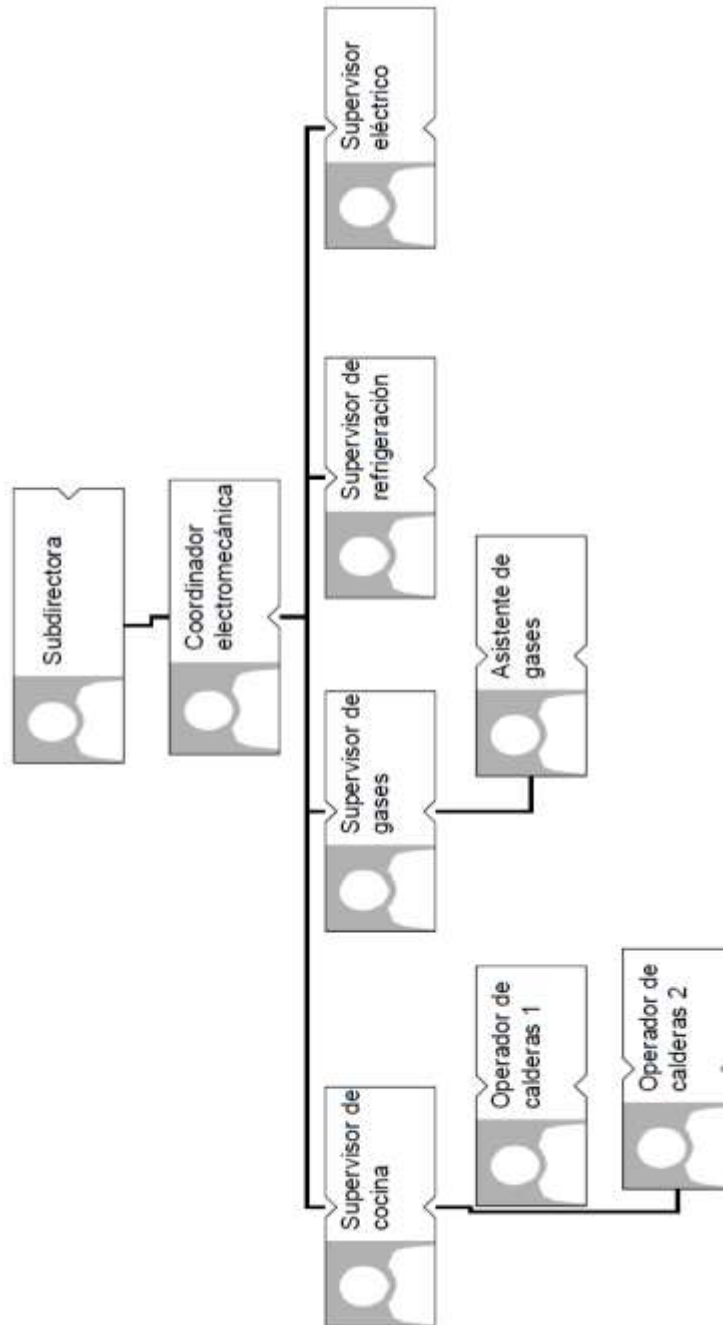 Subdirectora
Coordinador
electromecánica
Supervisor de
cocina
Supervisor de
gases
Supervisor de
refrigeración
Supervisor
eléctrico
Operador de
calderas 1
Asistente de
gases
Operador de
calderas 2